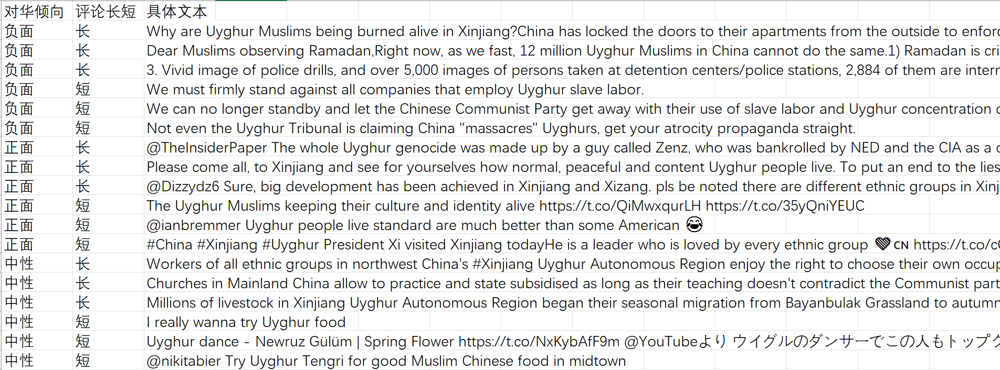 对华倾向 评论长短 具体文本
负面 长 Why are Uyghur Muslims being burned alive in Xinjiang?China has locked the doors to their apartments from the outside to enforc
负面 长 Dear Muslims observing Ramadan,Right now, as we fast, 12 million Uyghur Muslims in China cannot do the same.1) Ramadan is cri
负面 长 3. Vivid image of police drills, and over 5,000 images of persons taken at detention centers/police stations, 2,884 of them are intern
负面 短 We must firmly stand against all companies that employ Uyghur slave labor.
负面 短 We can no longer standby and let the Chinese Communist Party get away with their use of slave labor and Uyghur concentration c
负面 短 Not even the Uyghur Tribunal is claiming China "massacres" Uyghurs, get your atrocity propaganda straight.
正面 长 @TheInsiderPaper The whole Uyghur genocide was made up by a guy called Zenz, who was bankrolled by NED and the CIA as a c
正面 长 Please come all, to Xinjiang and see for yourselves how normal, peaceful and content Uyghur people live. To put an end to the lies
正面 长 @Dizzydz6 Sure, big development has been achieved in Xinjiang and Xizang. pls be noted there are different ethnic groups in Xinj
正面 短 The Uyghur Muslims keeping their culture and identity alive https://t.co/QiMwxqurLH https://t.co/35yQniYEUC
正面 短 @ianbremmer Uyghur people live standard are much better than some American 😂
正面 短 #China #Xinjiang #Uyghur President Xi visited Xinjiang todayHe is a leader who is loved by every ethnic group 💜 CN https://t.co/c
中性 长 Workers of all ethnic groups in northwest China's #Xinjiang Uyghur Autonomous Region enjoy the right to choose their own occup
中性 长 Churches in Mainland China allow to practice and state subsidised as long as their teaching doesn't contradict the Communist part
中性 长 Millions of livestock in Xinjiang Uyghur Autonomous Region began their seasonal migration from Bayanbulak Grassland to autumn
中性 短 I really wanna try Uyghur food
中性 短 Uyghur dance - Newruz Gülüm | Spring Flower https://t.co/NxKybAfF9m @YouTubeより ウイグルのダンサーでこの人もトップク
中性 短 @nikitabier Try Uyghur Tengri for good Muslim Chinese food in midtown